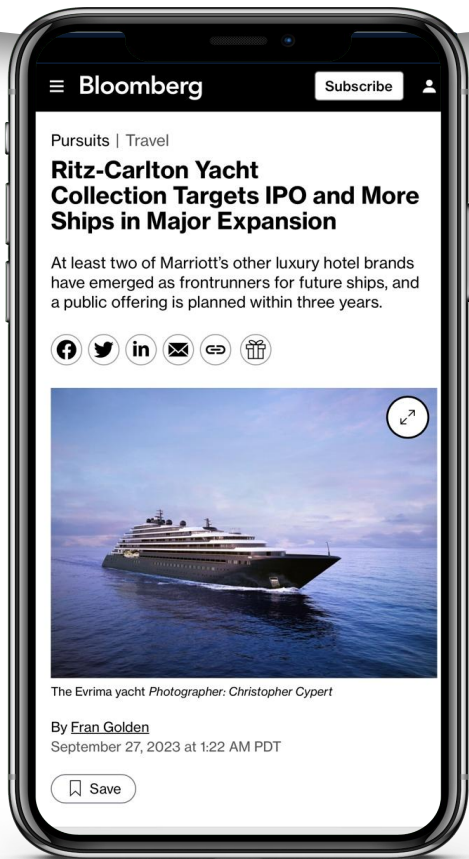 Bloomberg
Subscribe
Pursuits | Travel
Ritz-Carlton Yacht
Collection Targets IPO and More
Ships in Major Expansion
At least two of Marriott's other luxury hotel brands
have emerged as frontrunners for future ships, and
a public offering is planned within three years.
in
The Evrima yacht Photographer: Christopher Cypert
By Fran Golden
September 27, 2023 at 1:22 AM PDT
Save